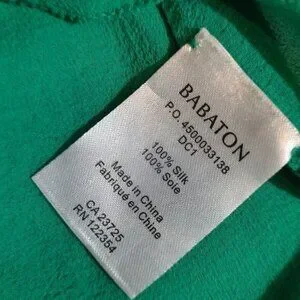 BABATON
P.O. 4500033138
DC1
100% Silk
100% Soie
Made in China
Fabriqué en Chine
CA 23725
RN 122354